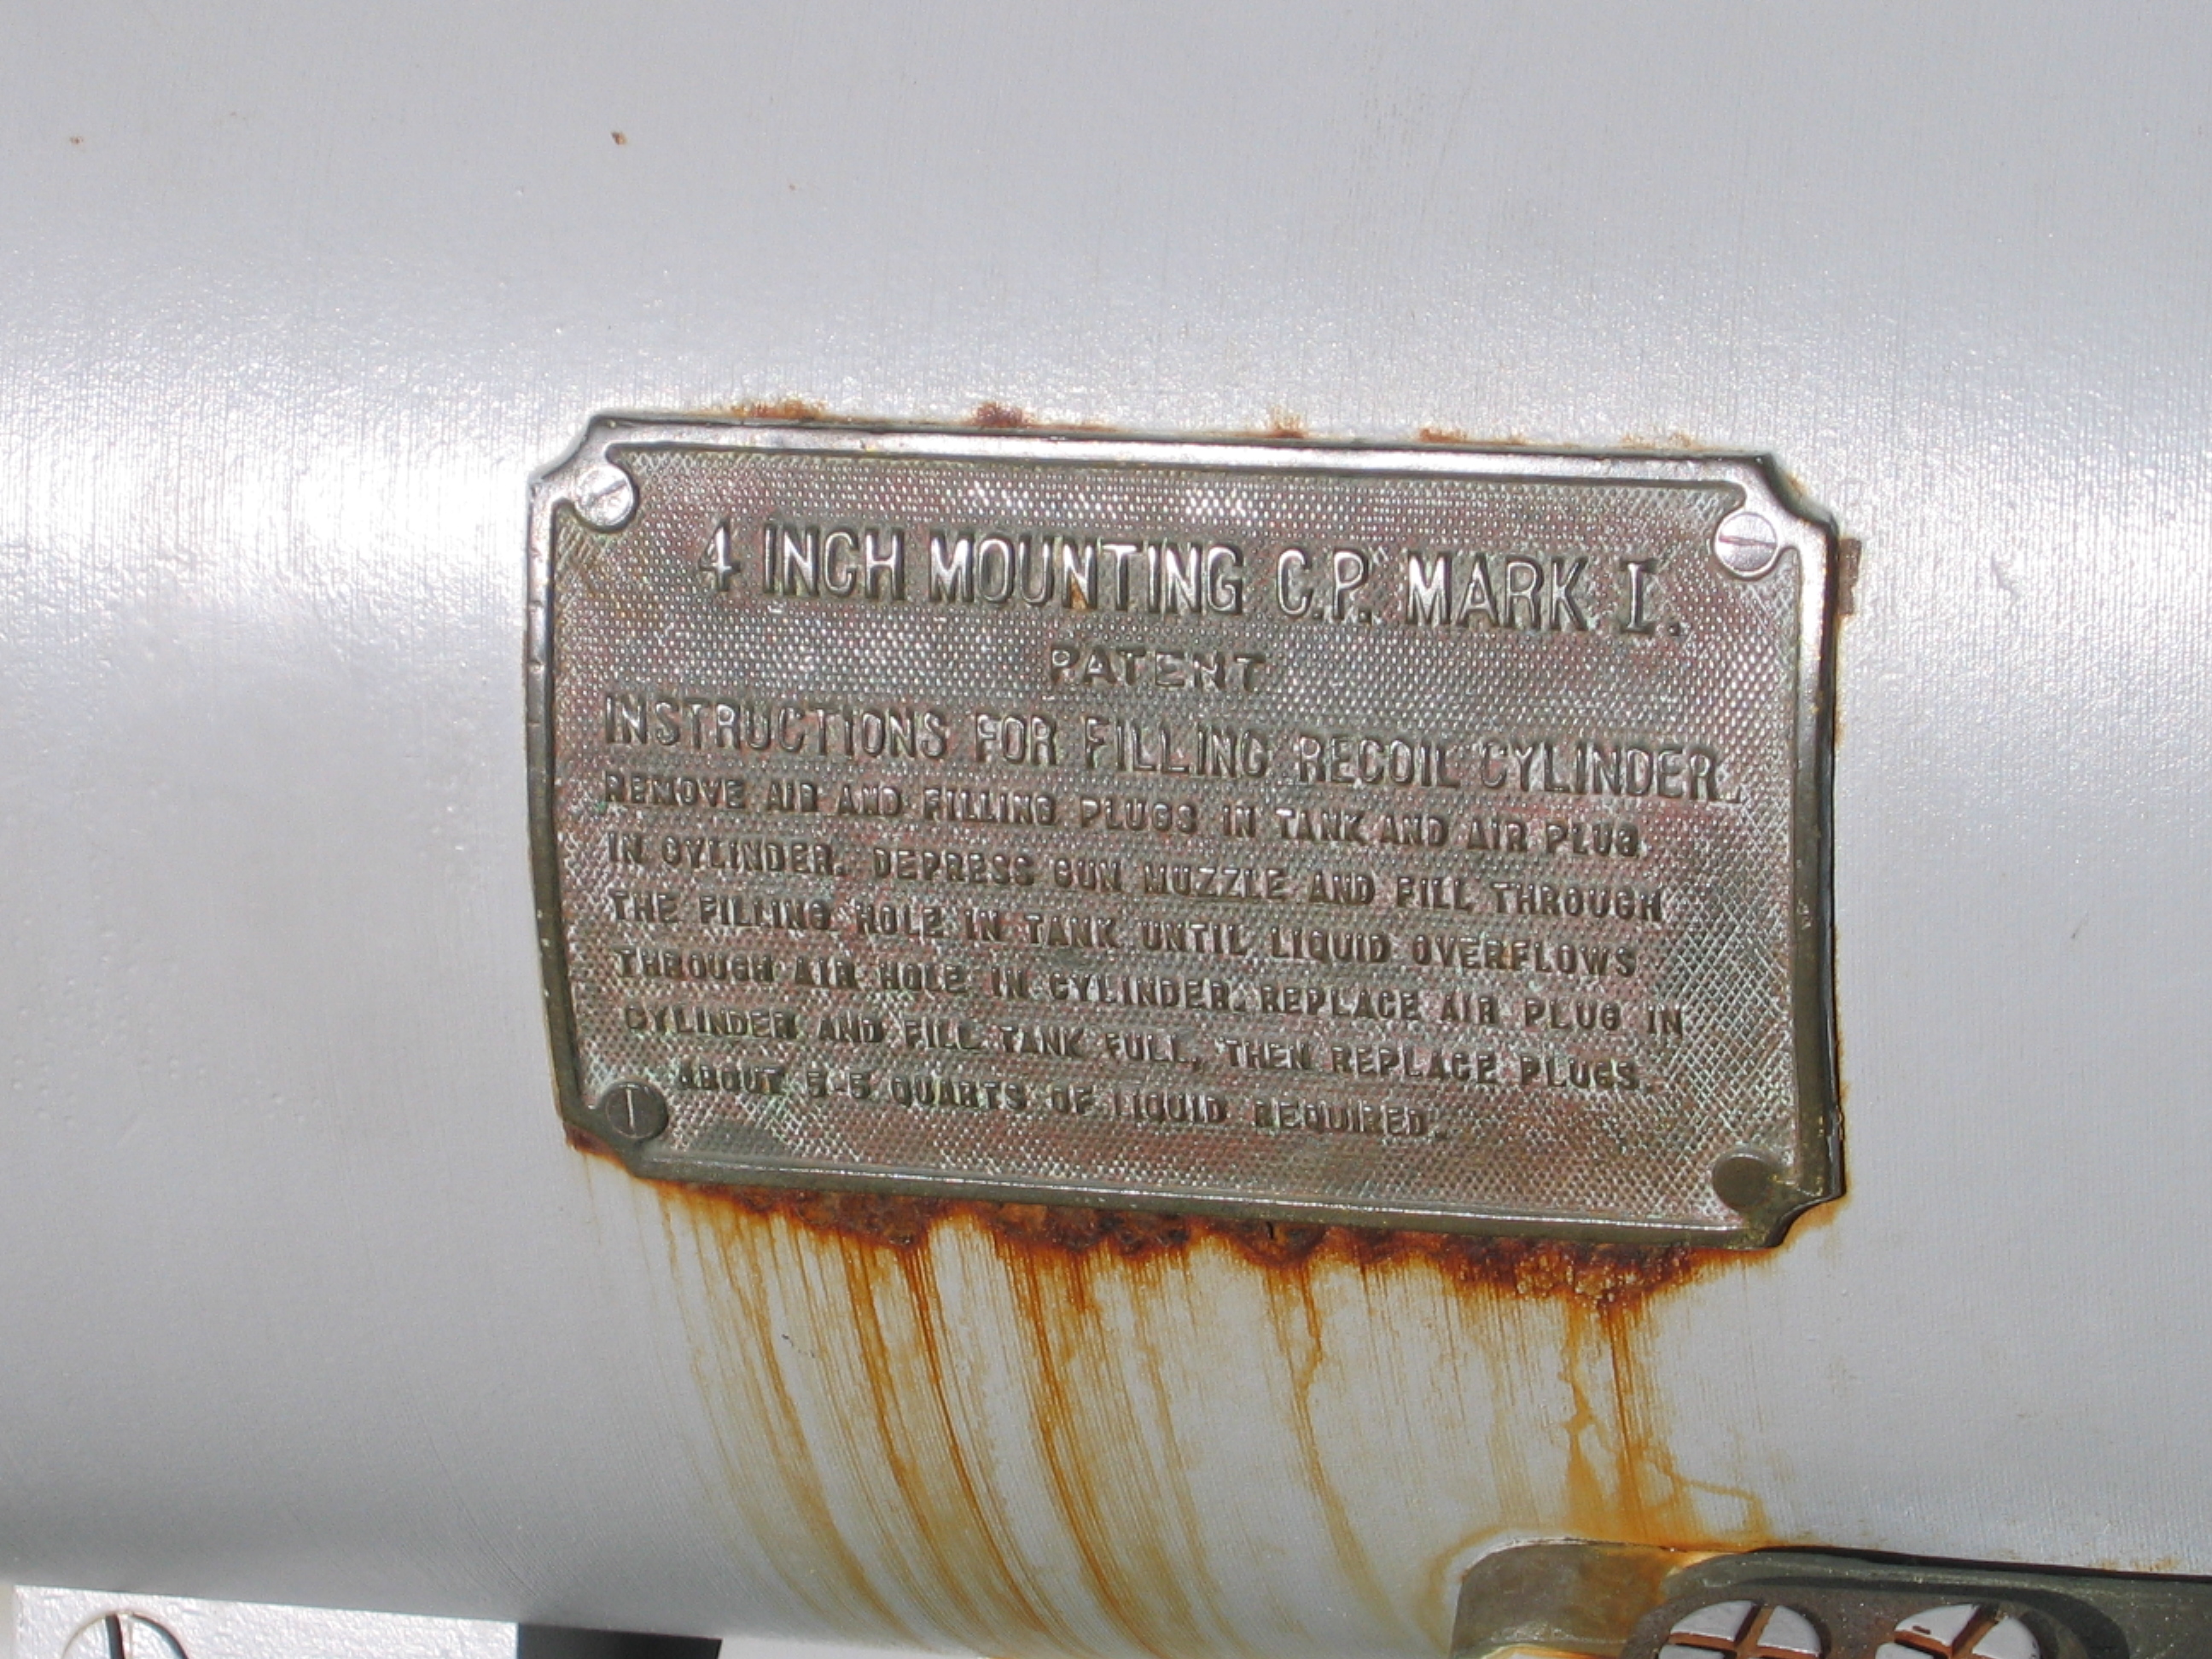 4 INCH MOUNTING C.P. MARK I.
PATENT
INSTRUCTIONS FOR FILLING RECOIL CYLINDER.
REMOVE AIR AND FILLING PLUGS IN TANK AND AIR PLUG
IN CYLINDER. DEPRESS GUN MUZZLE AND FILL THROUGH
THE FILLING HOLE IN TANK UNTIL LIQUID OVERFLOWS
THROUGH AIR HOLE IN CYLINDER. REPLACE AIR PLUG IN
CYLINDER AND FILL TANK FULL, THEN REPLACE PLUGS.
ABOUT 5·5 QUARTS OF LIQUID REQUIRED.